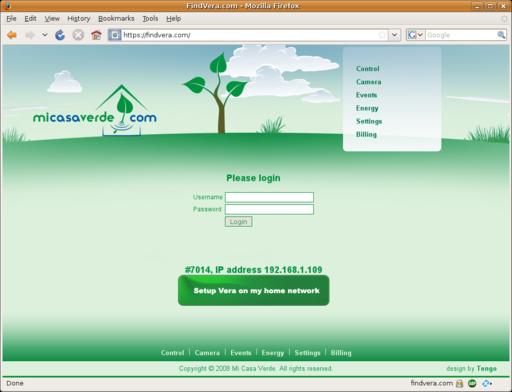 FindVera.com - Mozilla Firefox
File Edit View History Bookmarks Tools Help
https://findvera.com/
Google
micasaverde.com
Control
Camera
Events
Energy
Settings
Billing
Please login
Username
Password
Login
#7014, IP address 192.168.1.109
Setup Vera on my home network
Control | Camera | Events | Energy | Settings | Billing
Copyright © 2008 Mi Casa Verde. All rights reserved.
design by Tengo
Done
findvera.com